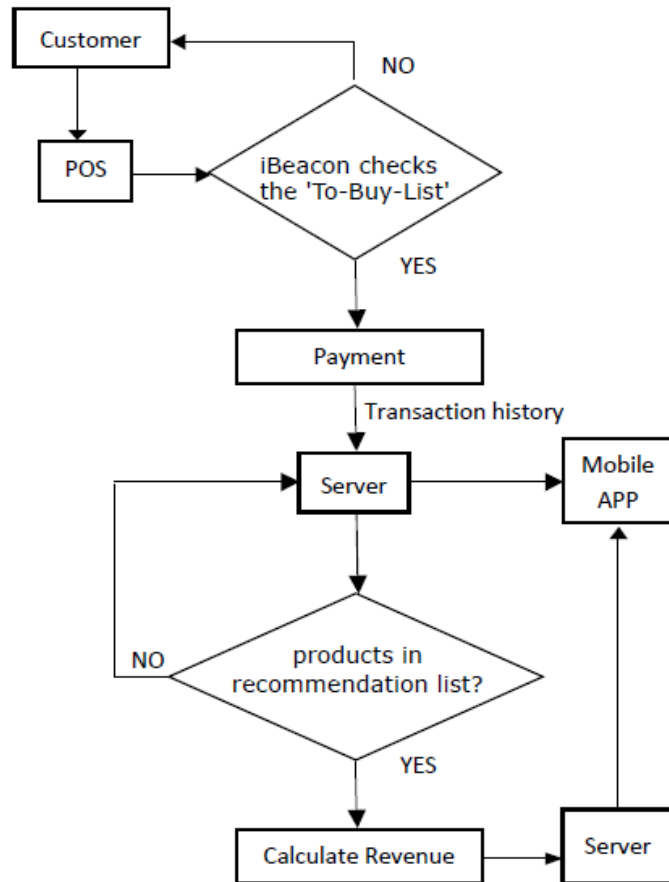 Customer
NO
POS
iBeacon checks
the 'To-Buy-List'
YES
Payment
Transaction history
Server
Mobile
APP
NO
products in
recommendation list?
YES
Calculate Revenue
Server